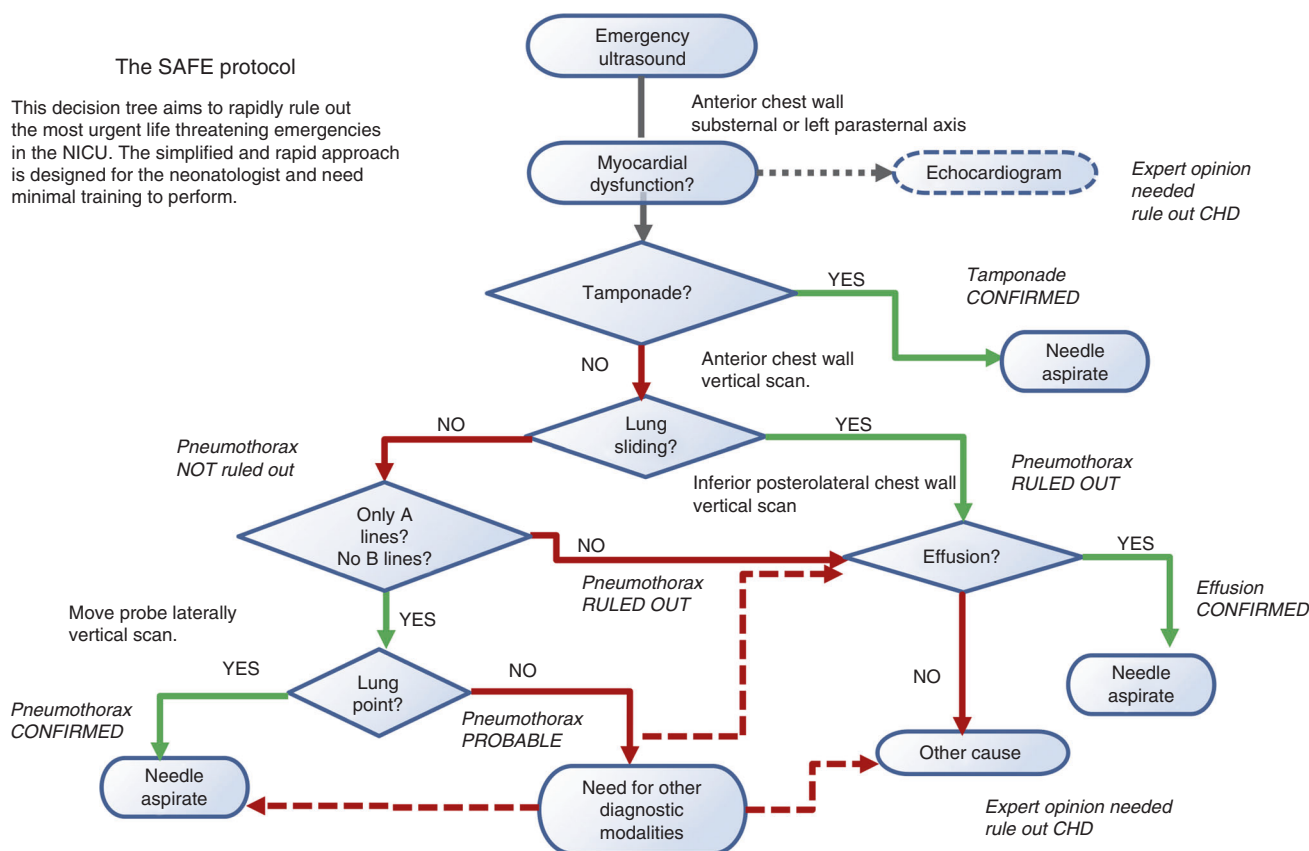 The SAFE protocol
This decision tree aims to rapidly rule out
the most urgent life threatening emergencies
in the NICU. The simplified and rapid approach
is designed for the neonatologist and need
minimal training to perform.
Emergency
ultrasound
Anterior chest wall
substernal or left parasternal axis
Myocardial
dysfunction?
Echocardiogram
Expert opinion
needed
rule out CHD
Tamponade?
YES
Tamponade
CONFIRMED
Needle
aspirate
NO
Anterior chest wall
vertical scan.
Lung
sliding?
NO
Pneumothorax
NOT ruled out
YES
Pneumothorax
RULED OUT
Inferior posterolateral chest wall
vertical scan
Only A
lines?
No B lines?
NO
Pneumothorax
RULED OUT
Effusion?
YES
Effusion
CONFIRMED
Needle
aspirate
Move probe laterally
vertical scan.
YES
Lung
point?
YES
Pneumothorax
CONFIRMED
Needle
aspirate
NO
Pneumothorax
PROBABLE
Need for other
diagnostic
modalities
NO
Other cause
Expert opinion needed
rule out CHD